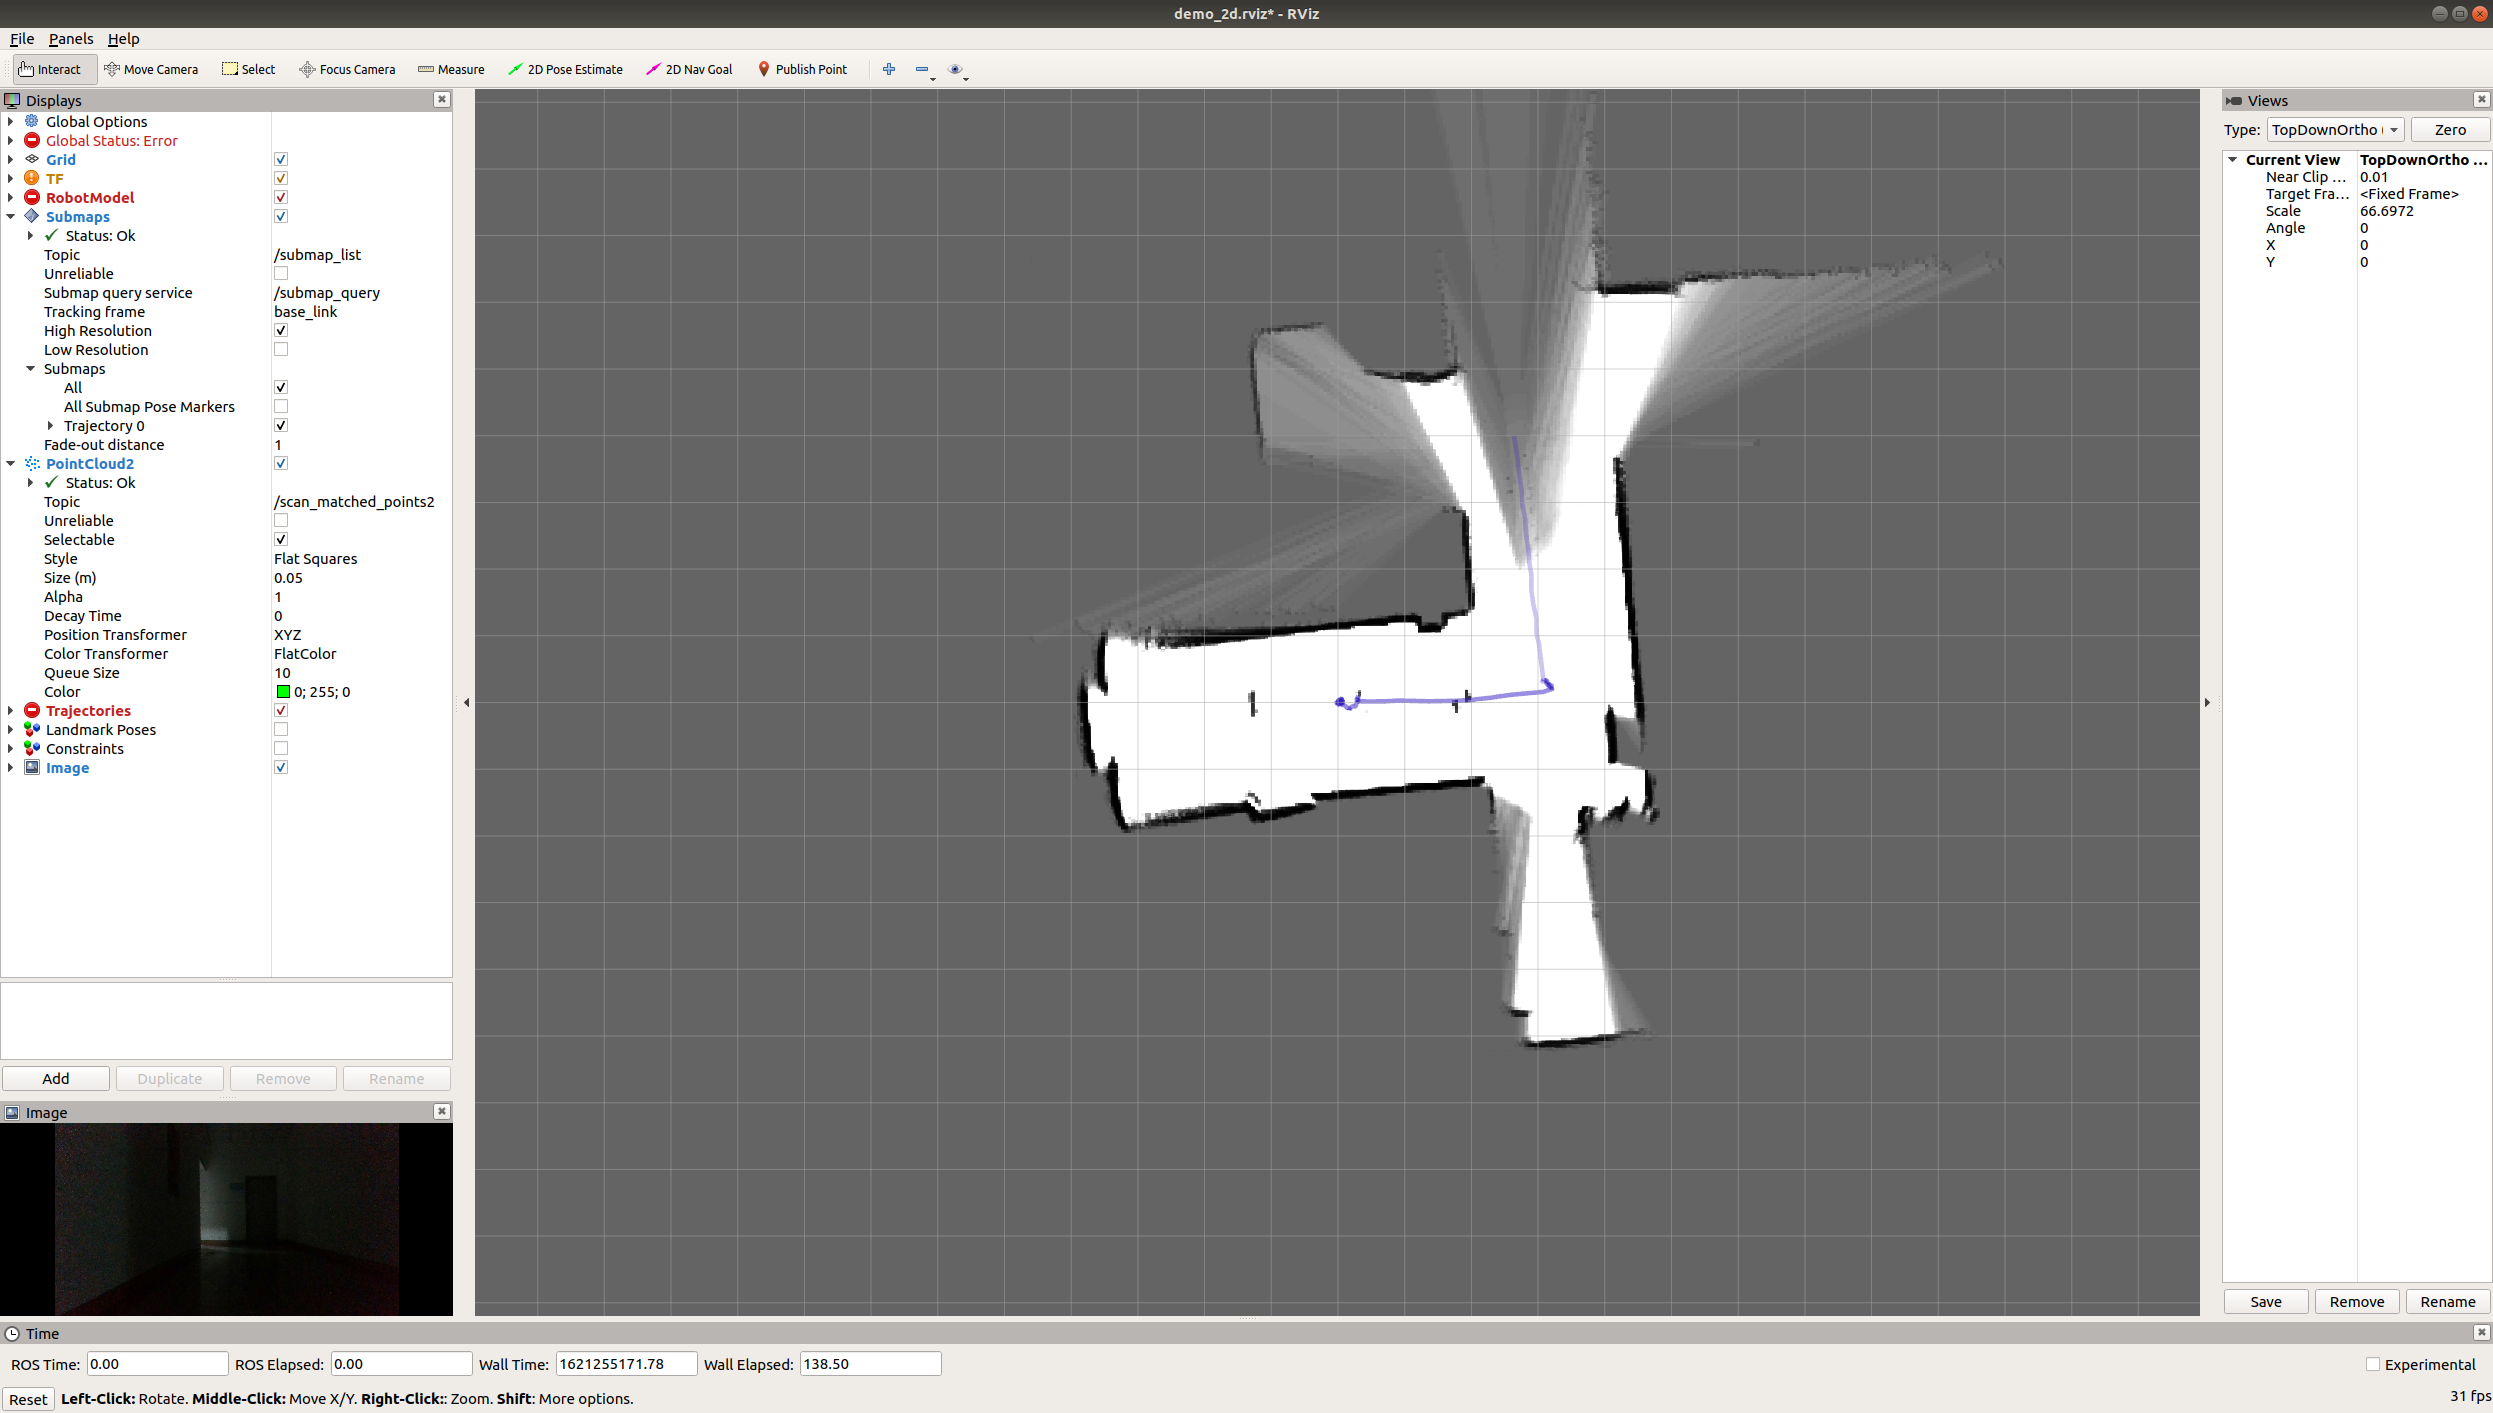 demo_2d.rviz* - RViz
File Panels Help
Interact Move Camera Select Focus Camera Measure 2D Pose Estimate 2D Nav Goal Publish Point
Displays
Global Options
Global Status: Error
Grid
TF
RobotModel
Submaps
Status: Ok
Topic /submap_list
Unreliable
Submap query service /submap_query
Tracking frame base_link
High Resolution
Low Resolution
Submaps
All
All Submap Pose Markers
Trajectory 0
Fade-out distance 1
PointCloud2
Status: Ok
Topic /scan_matched_points2
Unreliable
Selectable
Style Flat Squares
Size (m) 0.05
Alpha 1
Decay Time 0
Position Transformer XYZ
Color Transformer FlatColor
Queue Size 10
Color 0; 255; 0
Trajectories
Landmark Poses
Constraints
Image
Add Duplicate Remove Rename
Image
Views
Type: TopDownOrtho ( Zero
Current View TopDownOrtho ...
Near Clip ... 0.01
Target Fra... <Fixed Frame>
Scale 66.6972
Angle 0
X 0
Y 0
Save Remove Rename
Time
ROS Time: 0.00 ROS Elapsed: 0.00 Wall Time: 1621255171.78 Wall Elapsed: 138.50 Experimental
Reset Left-Click: Rotate. Middle-Click: Move X/Y. Right-Click:: Zoom. Shift: More options. 31 fps